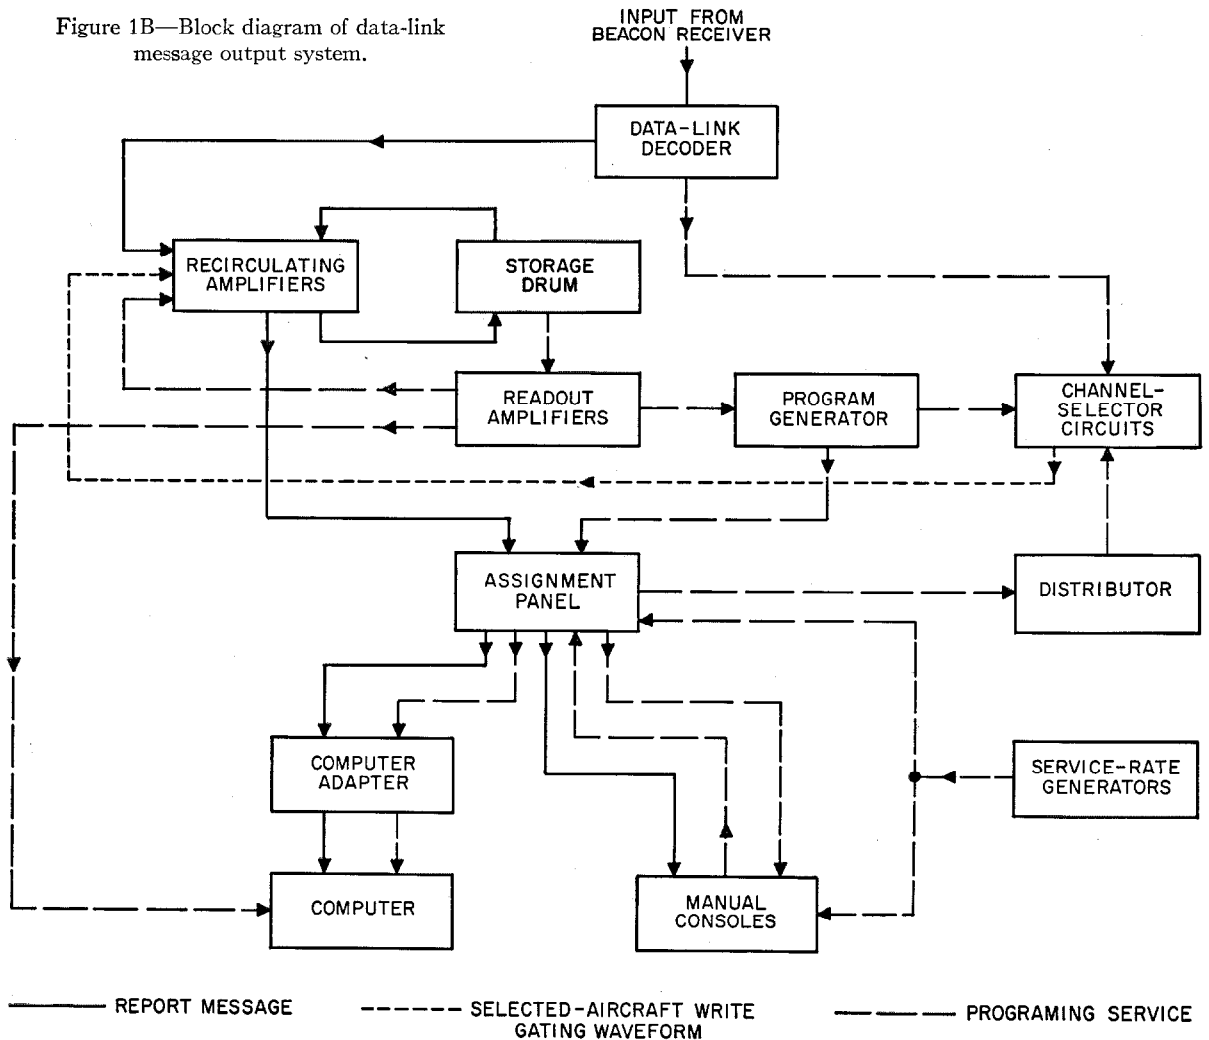 Figure 1B—Block diagram of data-link
message output system.
INPUT FROM
BEACON RECEIVER
DATA-LINK
DECODER
RECIRCULATING
AMPLIFIERS
STORAGE
DRUM
READOUT
AMPLIFIERS
PROGRAM
GENERATOR
CHANNEL-
SELECTOR
CIRCUITS
ASSIGNMENT
PANEL
DISTRIBUTOR
COMPUTER
ADAPTER
SERVICE-RATE
GENERATORS
COMPUTER
MANUAL
CONSOLES
REPORT MESSAGE
SELECTED-AIRCRAFT WRITE
GATING WAVEFORM
PROGRAMING SERVICE